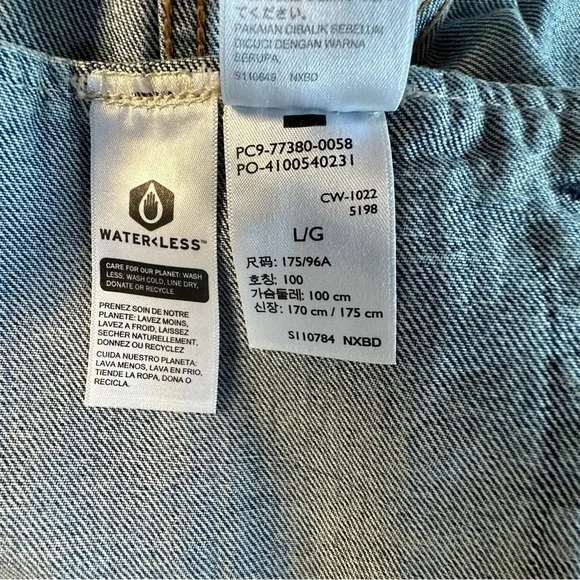 てください。
PAKAIAN DIBALIK SEBELUM
DICUCI DENGAN WARNA
SERUPA.
S110649 NXBD
WATER<LESS™
CARE FOR OUR PLANET: WASH
LESS, WASH COLD, LINE DRY,
DONATE OR RECYCLE
PRENEZ SOIN DE NOTRE
PLANETE: LAVEZ MOINS,
LAVEZ A FROID, LAISSEZ
SECHER NATURELLEMENT,
DONNEZ OU RECYCLEZ
CUIDA NUESTRO PLANETA:
LAVA MENOS, LAVA EN FRIO,
TIENDE LA ROPA, DONA O
RECICLA.
PC9-77380-0058
PO-4100540231
CW-1022
5198
L/G
尺码: 175/96A
호칭: 100
가슴둘레: 100 cm
신장: 170 cm / 175 cm
S110784 NXBD